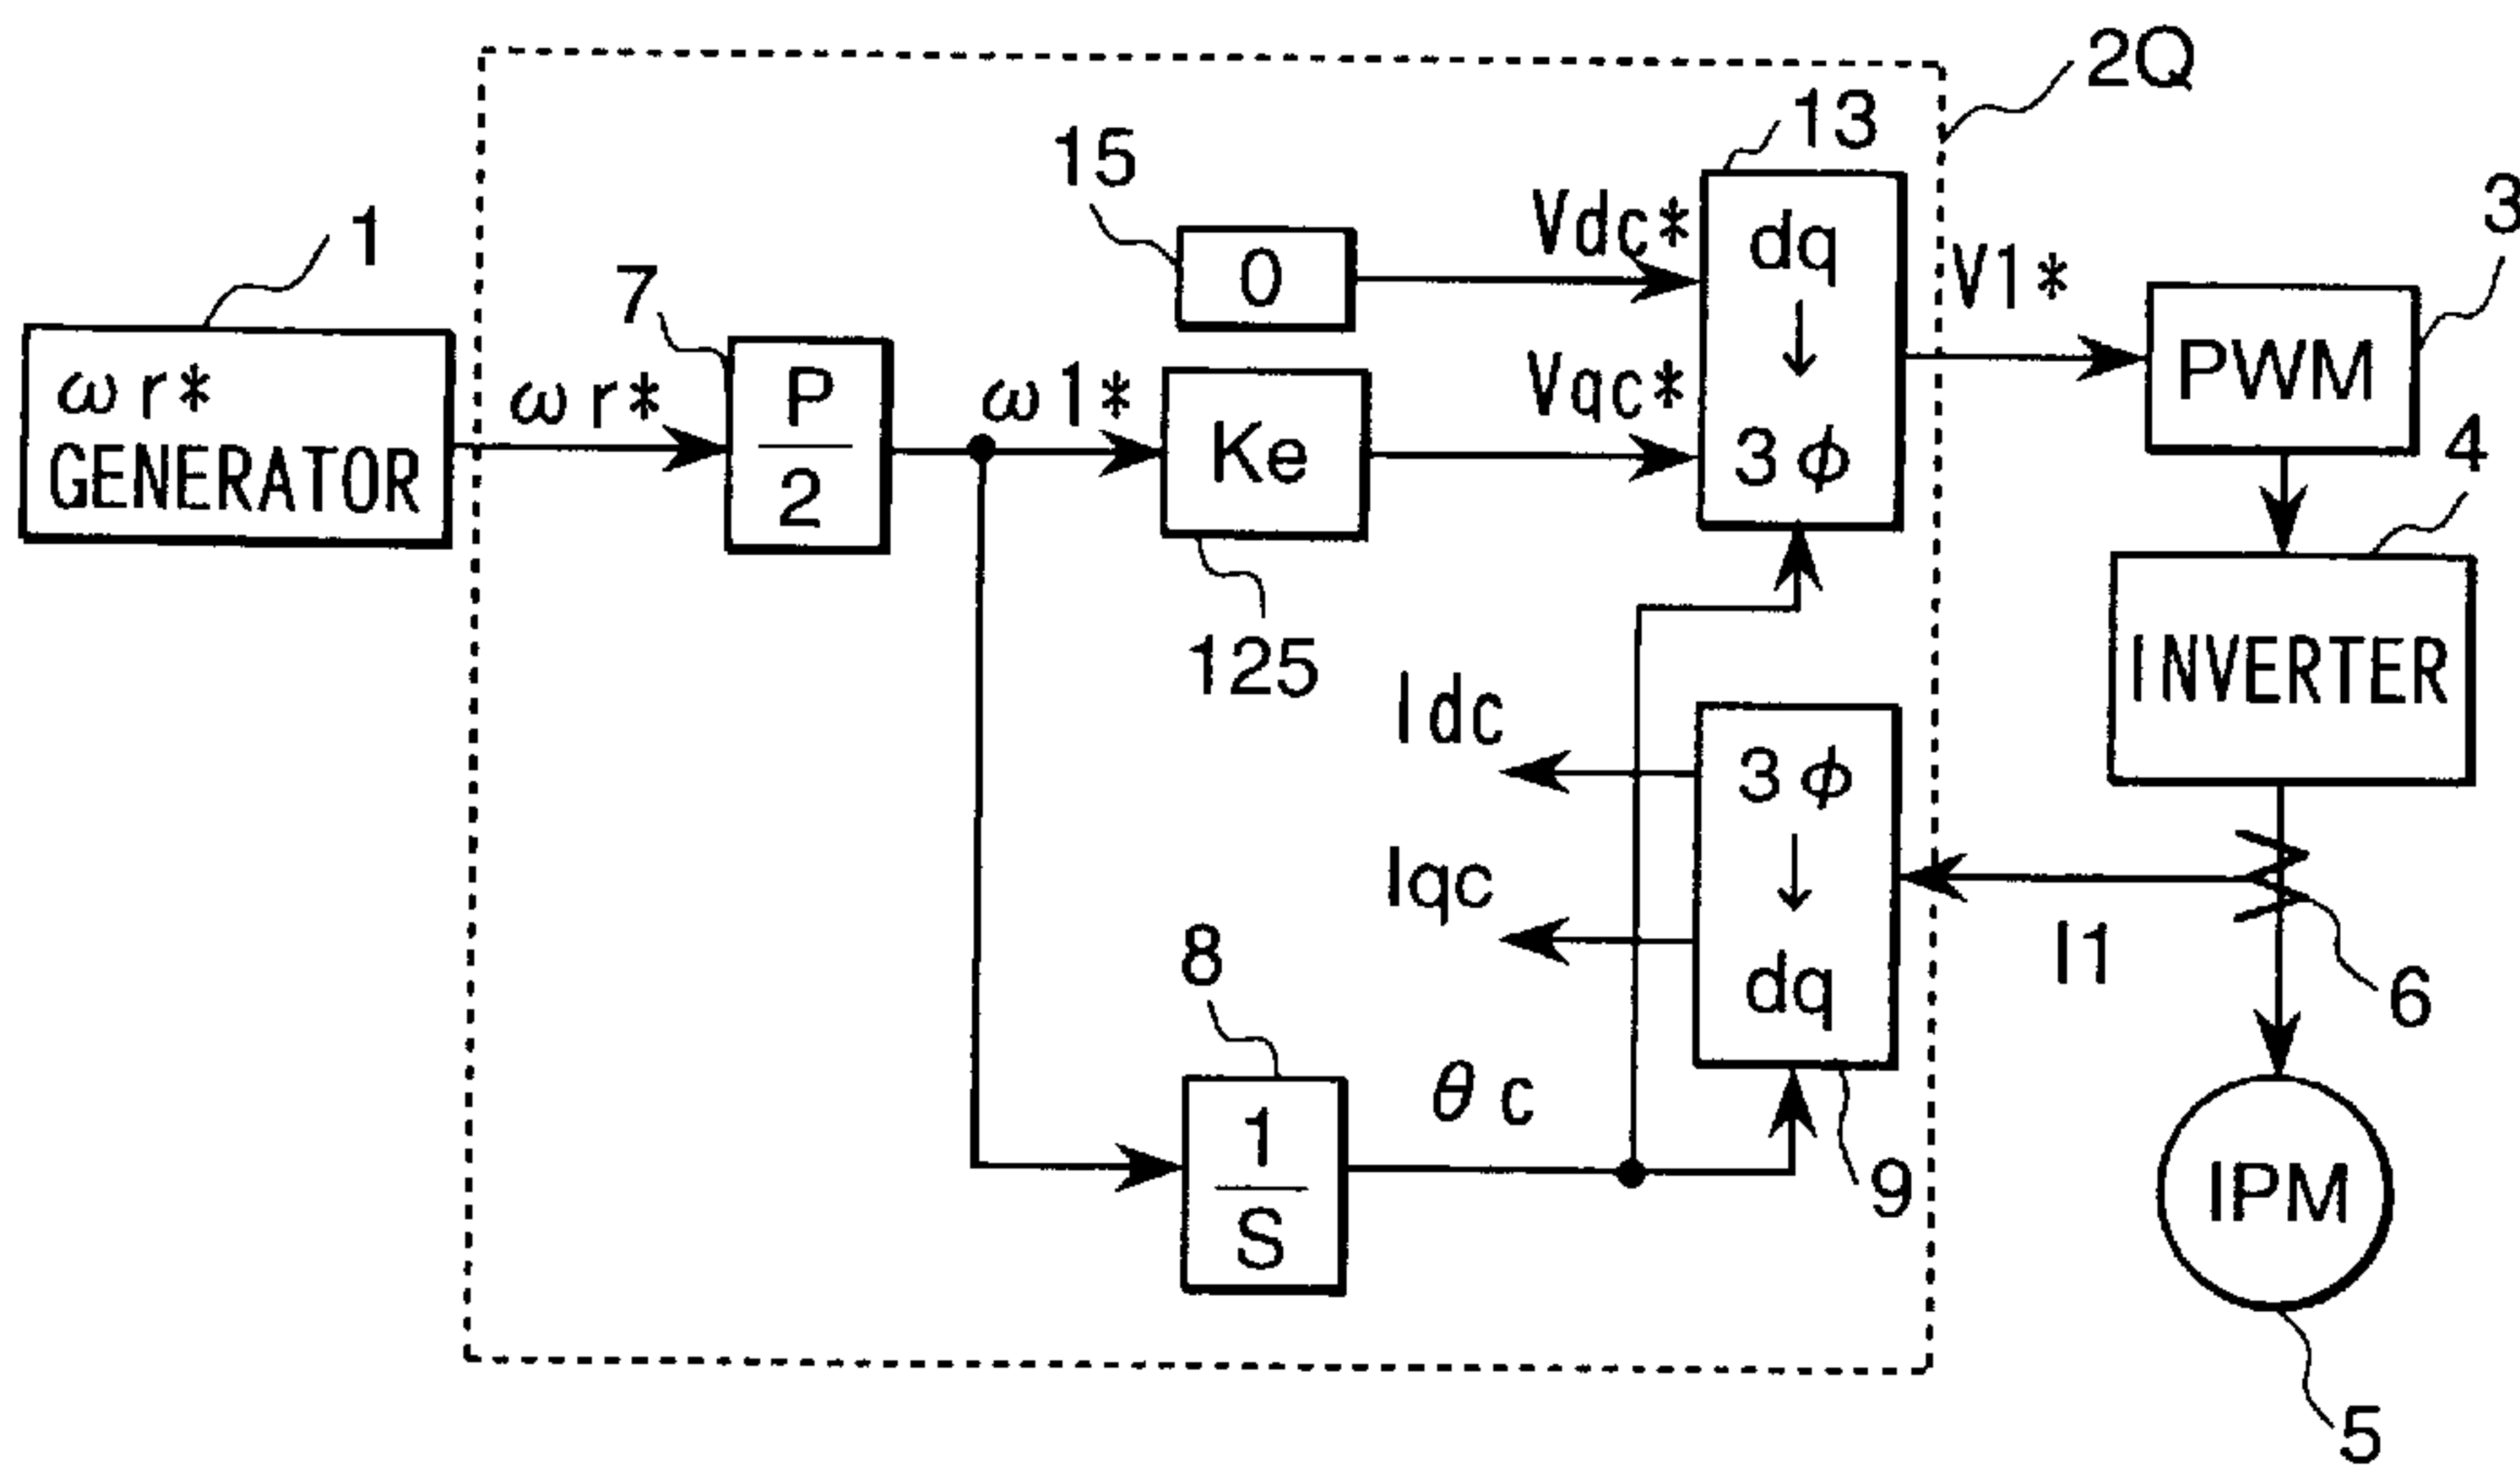 2Q
13
15
3
1
Vdc*
dq
7
0
V1*
ωr*
P
ω1*
Vqc*
PWM
ωr*
GENERATOR
2
Ke
3φ
4
125
Idc
3φ
INVERTER
Iqc
I1
8
dq
6
θc
1
S
9
IPM
5